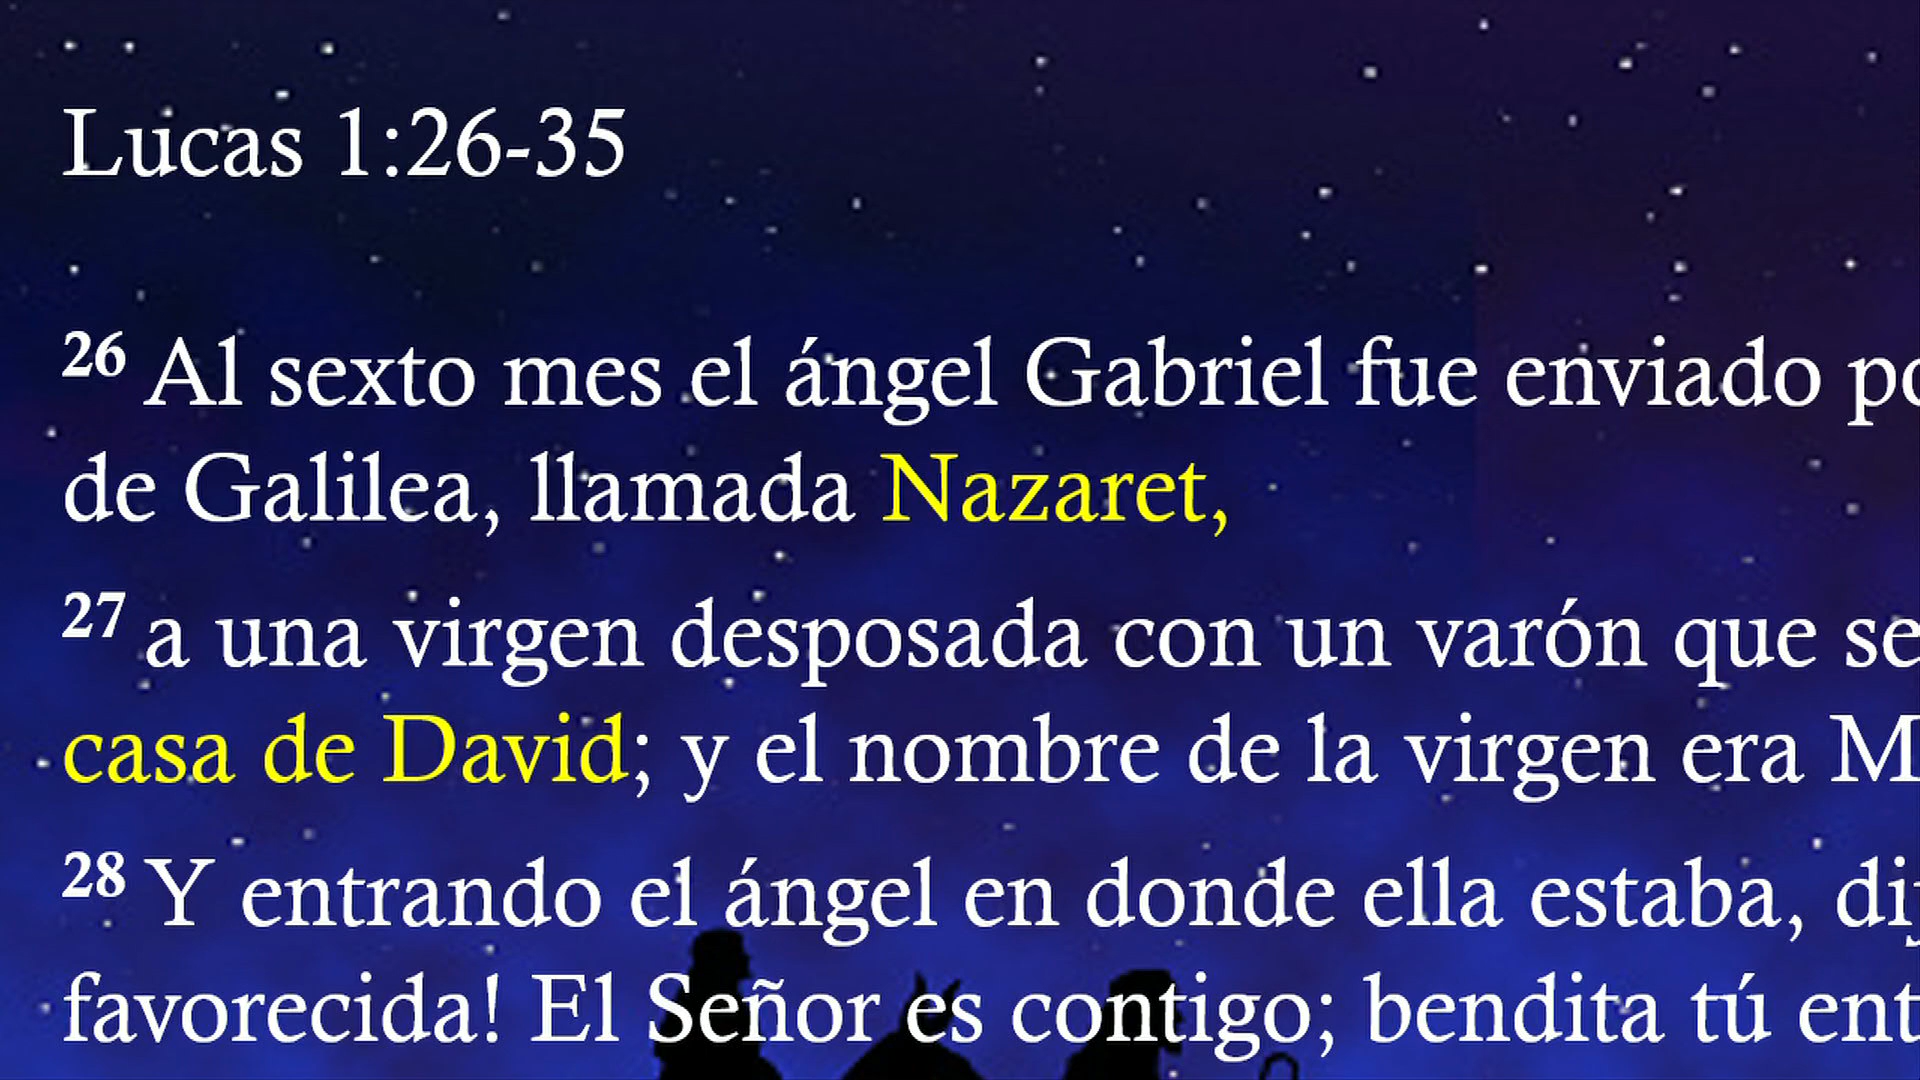 Lucas 1:26-35
26 Al sexto mes el ángel Gabriel fue enviado
de Galilea, llamada Nazaret,
27 a una virgen desposada con un varón que se
casa de David; y el nombre de la virgen era
28 Y entrando el ángel en donde ella estaba,
favorecida! El Señor es contigo; bendita tú